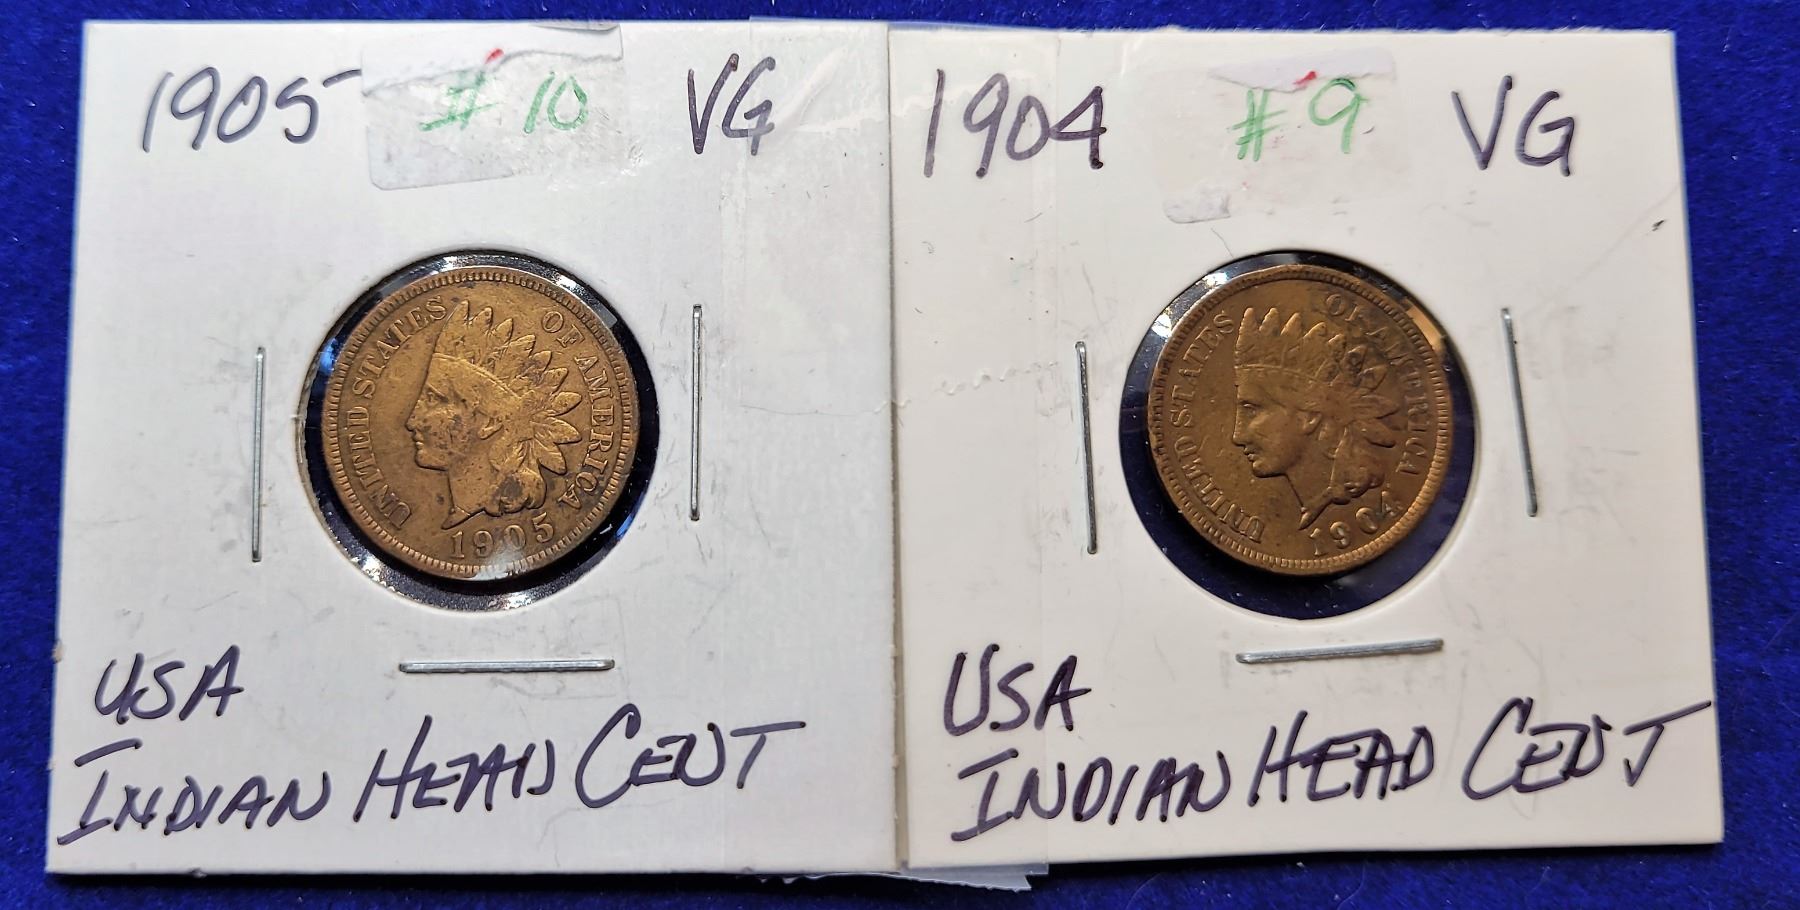 1905 #10 VG
UNITED STATES OF AMERICA
1905
USA
INDIAN HEAD CENT
1904 #9 VG
UNITED STATES OF AMERICA
1904
USA
INDIAN HEAD CENT